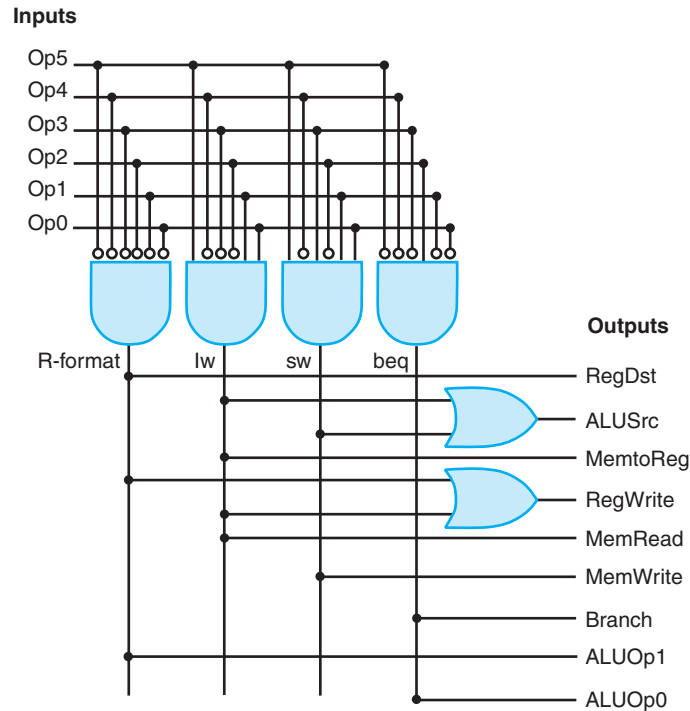 Inputs
Op5
Op4
Op3
Op2
Op1
Op0
R-format
lw
sw
beq
Outputs
RegDst
ALUSrc
MemtoReg
RegWrite
MemRead
MemWrite
Branch
ALUOp1
ALUOp0